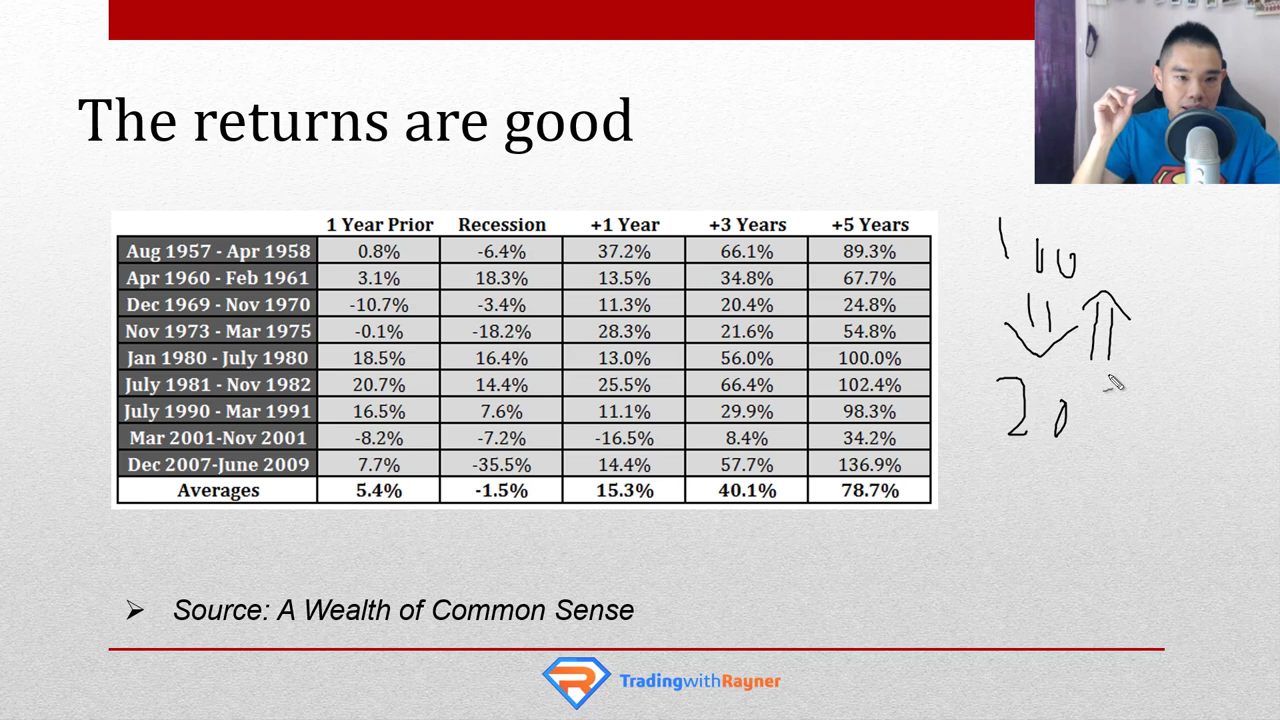 The returns are good
1 Year Prior Recession +1 Year +3 Years +5 Years
Aug 1957 - Apr 1958 0.8% -6.4% 37.2% 66.1% 89.3%
Apr 1960 - Feb 1961 3.1% 18.3% 13.5% 34.8% 67.7%
Dec 1969 - Nov 1970 -10.7% -3.4% 11.3% 20.4% 24.8%
Nov 1973 - Mar 1975 -0.1% -18.2% 28.3% 21.6% 54.8%
Jan 1980 - July 1980 18.5% 16.4% 13.0% 56.0% 100.0%
July 1981 - Nov 1982 20.7% 14.4% 25.5% 66.4% 102.4%
July 1990 - Mar 1991 16.5% 7.6% 11.1% 29.9% 98.3%
Mar 2001-Nov 2001 -8.2% -7.2% -16.5% 8.4% 34.2%
Dec 2007-June 2009 7.7% -35.5% 14.4% 57.7% 136.9%
Averages 5.4% -1.5% 15.3% 40.1% 78.7%
100
20
Source: A Wealth of Common Sense
TradingwithRayner